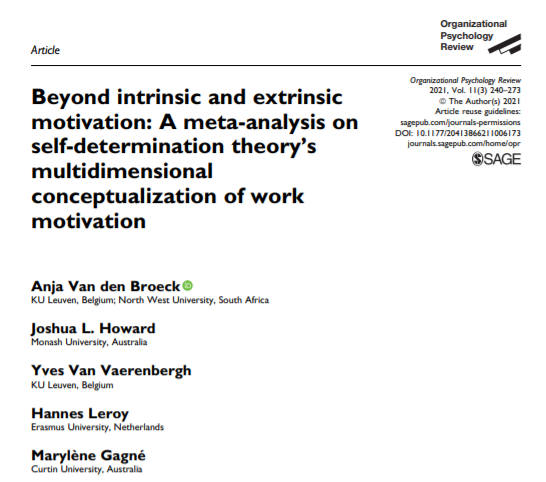 Organizational
Psychology
Review
Article
Organizational Psychology Review
2021, Vol. 11(3) 240–273
© The Author(s) 2021
Article reuse guidelines:
sagepub.com/journals-permissions
DOI: 10.1177/20413866211006173
journals.sagepub.com/home/opr
SAGE
Beyond intrinsic and extrinsic
motivation: A meta-analysis on
self-determination theory’s
multidimensional
conceptualization of work
motivation
Anja Van den Broeck
KU Leuven, Belgium; North West University, South Africa
Joshua L. Howard
Monash University, Australia
Yves Van Vaerenbergh
KU Leuven, Belgium
Hannes Leroy
Erasmus University, Netherlands
Marylène Gagné
Curtin University, Australia